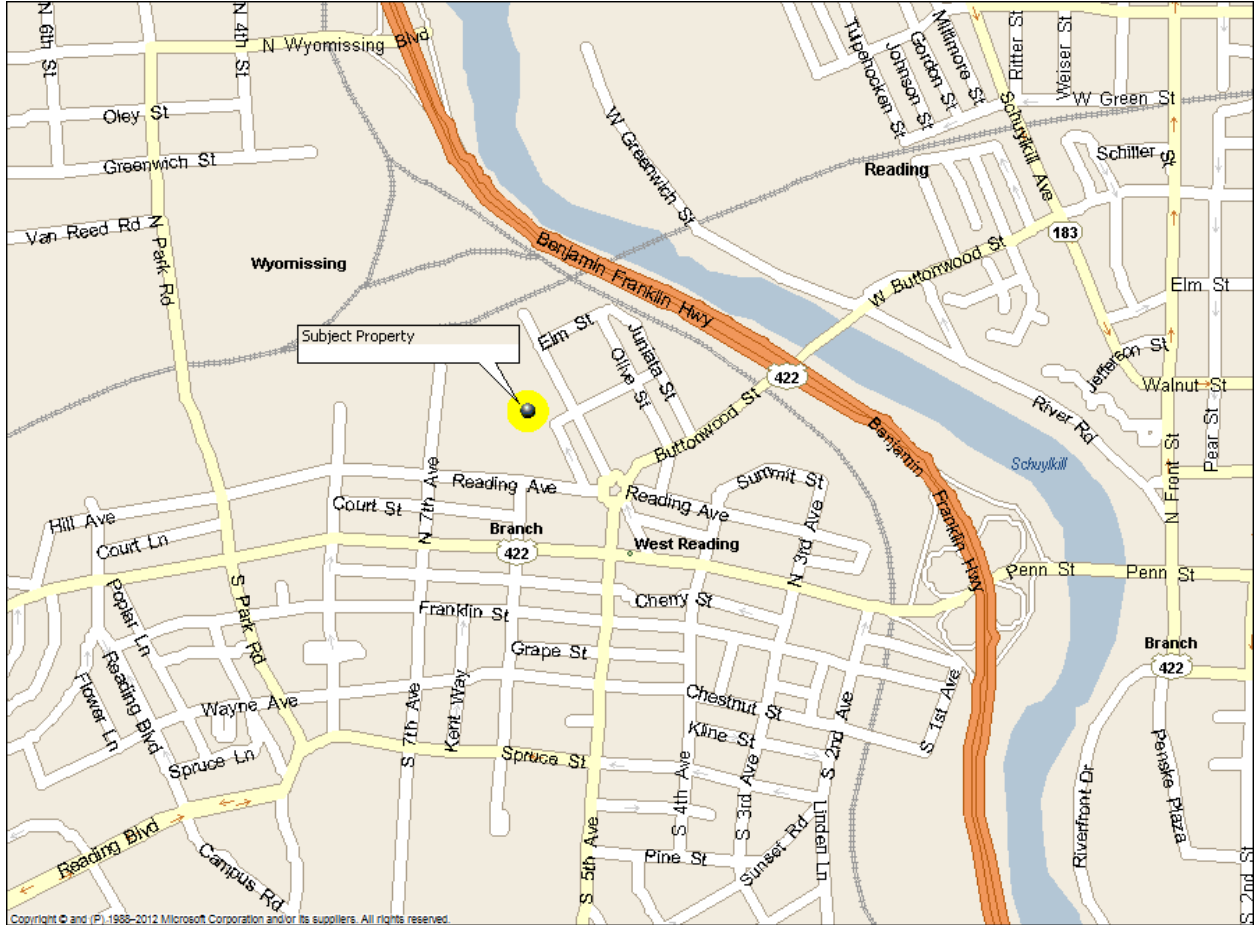 N 6th St
N 4th St
N Wyomissing Blvd
Tulpehocken St
Johnson St
Gordon St
Miltimore St
Ritter St
Weiser St
W Green St
Oley St
Greenwich St
W Greenwich St
Schuylkill Ave
Schiller St
Reading
Van Reed Rd
N Park Rd
Wyomissing
Benjamin Franklin Hwy
183
W Buttonwood St
Elm St
Subject Property
Elm St
Juniata St
Olive St
422
Jefferson St
Walnut St
Buttonwood St
River Rd
Pear St
N Front St
Benjamin Franklin Hwy
Schuylkill
Summit St
Reading Ave
Reading Ave
N 7th Ave
Hill Ave
Court St
Court Ln
Branch
422
West Reading
N 3rd Ave
Penn St
Penn St
Poplar Ln
S Park Rd
Franklin St
Cherry St
Grape St
Branch
422
Flower Ln
Reading Blvd
Wayne Ave
Kent Way
S 7th Ave
Chestnut St
Kline St
S 2nd Ave
S 1st Ave
Spruce Ln
Spruce St
S 4th Ave
S 3rd Ave
Linden Ln
Riverfront Dr
Penske Plaza
Reading Blvd
Campus Rd
S 5th Ave
Pine St
Sunset Rd
S 2nd St
Copyright © and (P) 1988–2012 Microsoft Corporation and/or its suppliers. All rights reserved.